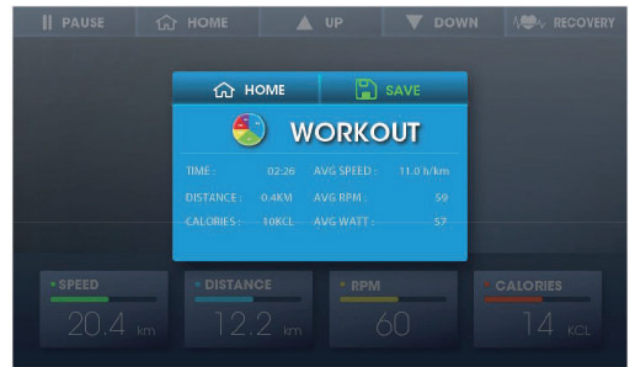 PAUSE HOME UP DOWN RECOVERY
HOME SAVE
WORKOUT
TIME : 02:26 AVG SPEED : 11.0 h/km
DISTANCE : 0.4KM AVG RPM : 59
CALORIES : 10KCL AVG WATT : 57
SPEED DISTANCE RPM CALORIES
20.4 km 12.2 km 60 14 KCL